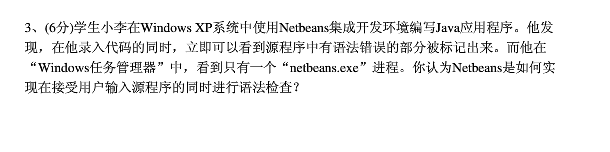 3、(6分)学生小李在Windows XP系统中使用Netbeans集成开发环境编写Java应用程序。他发
现，在他录入代码的同时，立即可以看到源程序中有语法错误的部分被标记出来。而他在
“Windows任务管理器”中，看到只有一个“netbeans.exe”进程。你认为Netbeans是如何实
现在接受用户输入源程序的同时进行语法检查？